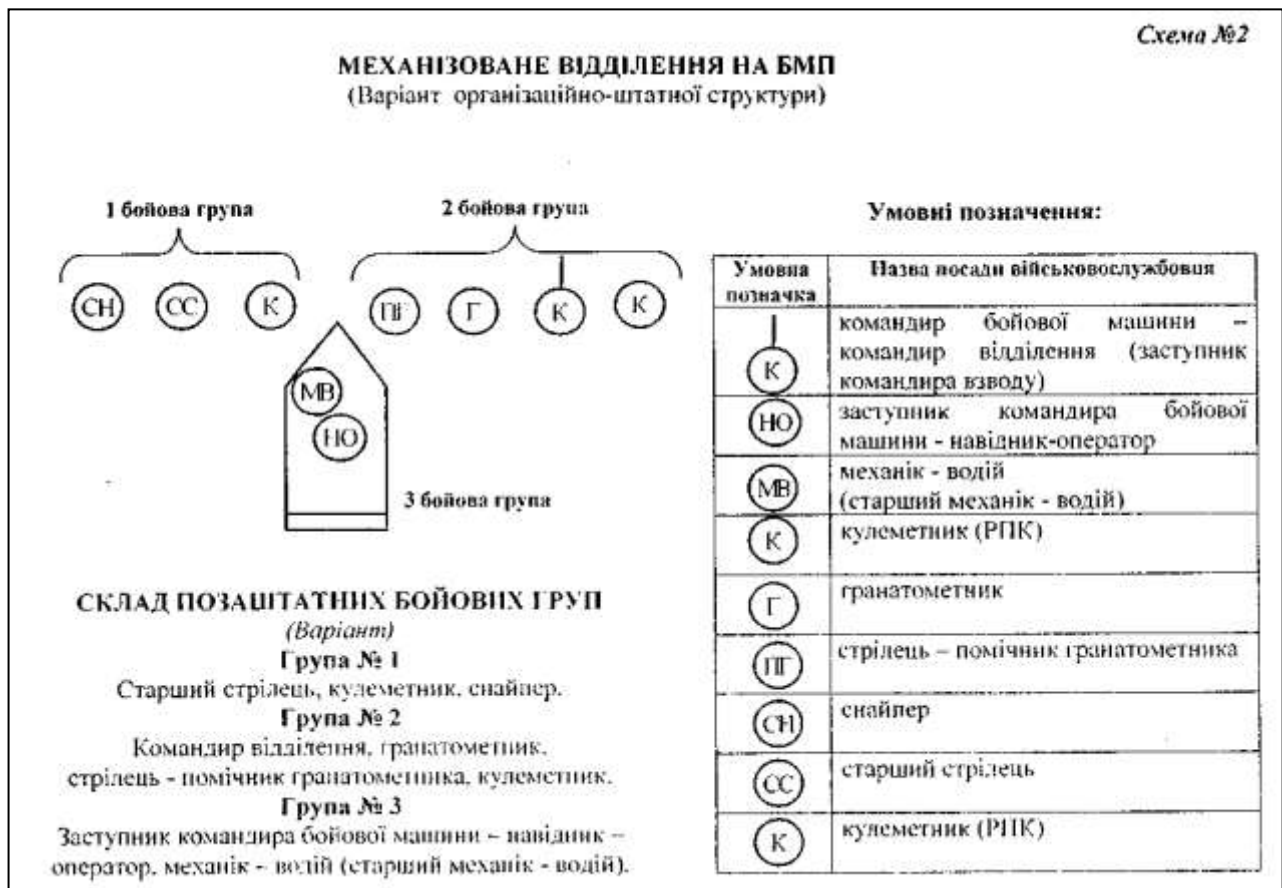 Схема №2
МЕХАНІЗОВАНЕ ВІДДІЛЕННЯ НА БМП
(Варіант організаційно-штатної структури)
1 бойова група
2 бойова група
СН
СС
К
ПГ
Г
К
К
МВ
НО
3 бойова група
СКЛАД ПОЗАШТАТНИХ БОЙОВИХ ГРУП
(Варіант)
Група № 1
Старший стрілець, кулеметник, снайпер.
Група № 2
Командир відділення, гранатометник,
стрілець - помічник гранатометника, кулеметник.
Група № 3
Заступник командира бойової машини – навідник –
оператор, механік – водій (старший механік - водій).
Умовні позначення:
Умовна
позначка
Назва посади військовослужбовця
К
командир бойової машини –
командир відділення (заступник
командира взводу)
НО
заступник командира бойової
машини - навідник-оператор
МВ
механік - водій
(старший механік - водій)
К
кулеметник (РПК)
Г
гранатометник
ПГ
стрілець – помічник гранатометника
СН
снайпер
СС
старший стрілець
К
кулеметник (РПК)